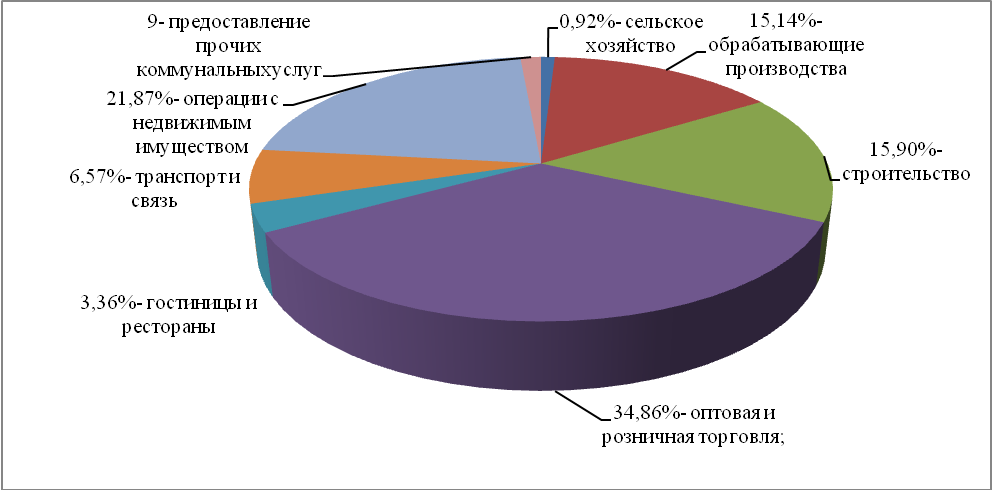 9- предоставление
прочих
коммунальныхуслуг
0,92%- сельское
хозяйство
15,14%-
обрабатывающие
производства
21,87%- операции с
недвижимым
имуществом
15,90%-
строительство
6,57%- транспорт и
связь
3,36%- гостиницы и
рестораны
34,86%- оптовая и
розничная торговля;